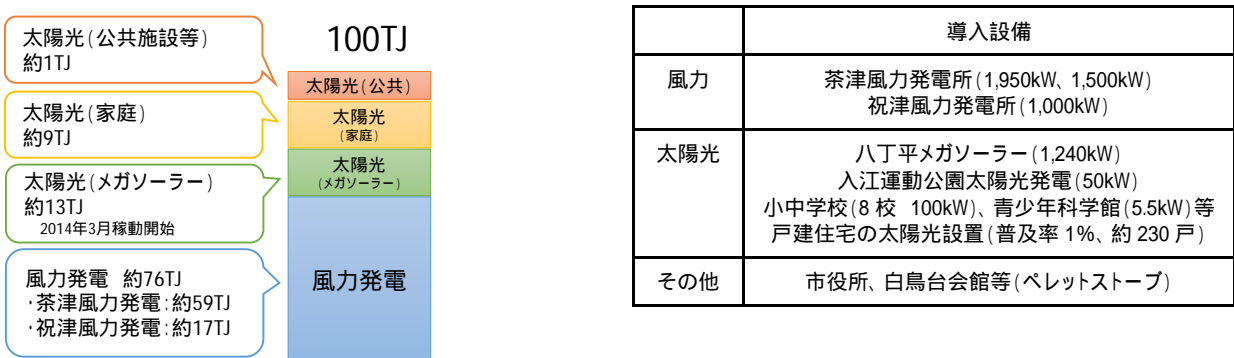 太陽光(公共施設等)
約1TJ
太陽光(家庭)
約9TJ
太陽光(メガソーラー)
約13TJ
2014年3月稼動開始
風力発電 約76TJ
・茶津風力発電:約59TJ
・祝津風力発電:約17TJ
100TJ
太陽光(公共)
太陽光
(家庭)
太陽光
(メガソーラー)
風力発電
導入設備
風力
茶津風力発電所(1,950kW、1,500kW)
祝津風力発電所(1,000kW)
太陽光
八丁平メガソーラー(1,240kW)
入江運動公園太陽光発電(50kW)
小中学校(8 校 100kW)、青少年科学館(5.5kW)等
戸建住宅の太陽光設置(普及率 1%、約 230 戸)
その他
市役所、白鳥台会館等(ペレットストーブ)